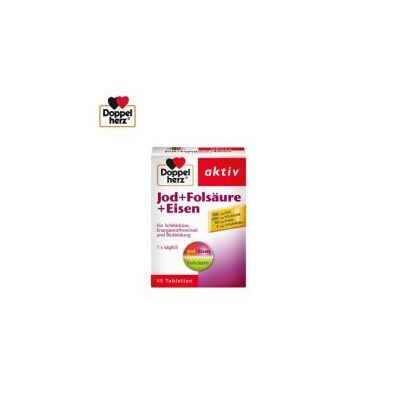 Doppel
herz®
Doppel
herz®
aktiv
Jod+Folsäure
+Eisen
Für Schilddrüse,
Energiestoffwechsel
und Blutbildung
1 x täglich
Jod
Eisen
Folsäure
45 Tabletten